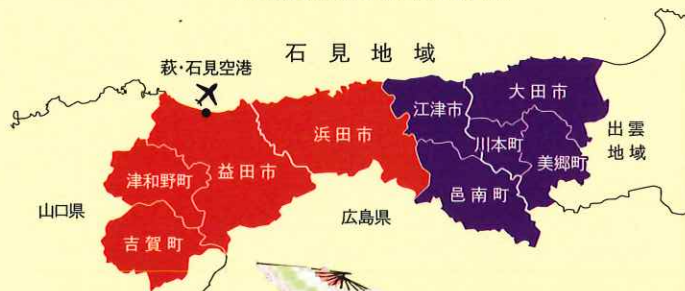 石見地域
萩・石見空港
大田市
江津市
出雲
地域
浜田市
川本町
美郷町
益田市
津和野町
邑南町
山口県
広島県
吉賀町